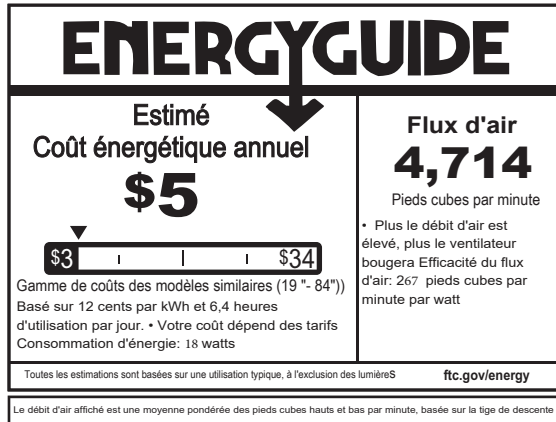 ENERGYGUIDE
Estimé
Coût énergétique annuel
$5
$3
$34
Gamme de coûts des modèles similaires (19 "- 84"))
Basé sur 12 cents par kWh et 6,4 heures
d'utilisation par jour. • Votre coût dépend des tarifs
Consommation d'énergie: 18 watts
Flux d'air
4,714
Pieds cubes par minute
• Plus le débit d'air est
élevé, plus le ventilateur
bougera Efficacité du flux
d'air: 267 pieds cubes par
minute par watt
Toutes les estimations sont basées sur une utilisation typique, à l'exclusion des lumièreS
ftc.gov/energy
Le débit d'air affiché est une moyenne pondérée des pieds cubes hauts et bas par minute, basée sur la tige de descente